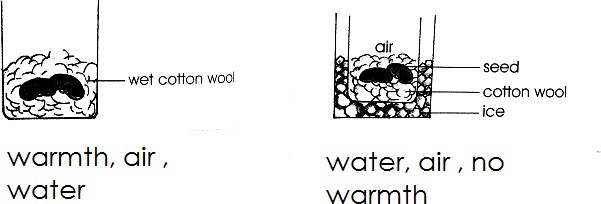 wet cotton wool
air
seed
cotton wool
ice
warmth, air ,
water
water, air , no
warmth